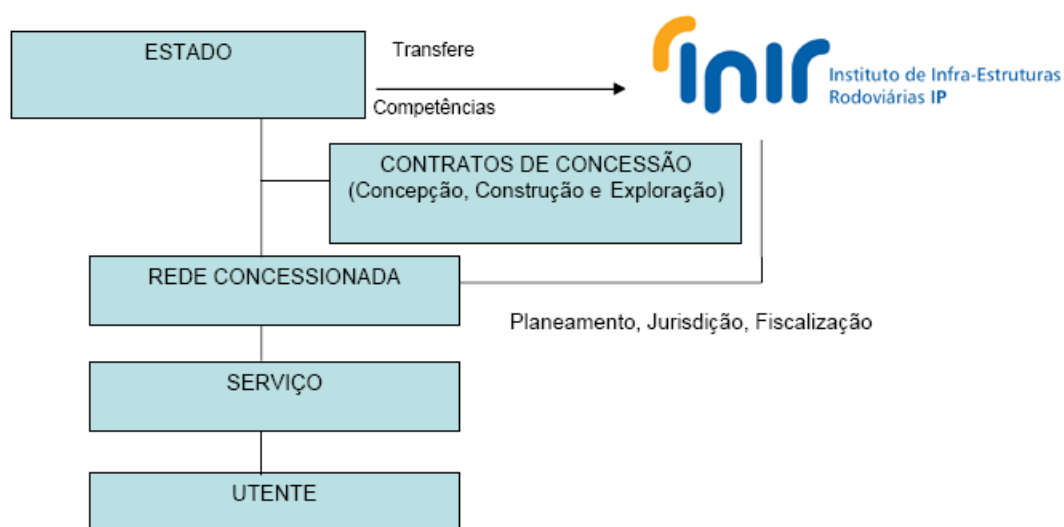 ESTADO
Transfere
Competências
inIr
Instituto de Infra-Estruturas
Rodoviárias IP
CONTRATOS DE CONCESSÃO
(Concepção, Construção e Exploração)
REDE CONCESSIONADA
Planeamento, Jurisdição, Fiscalização
SERVIÇO
UTENTE